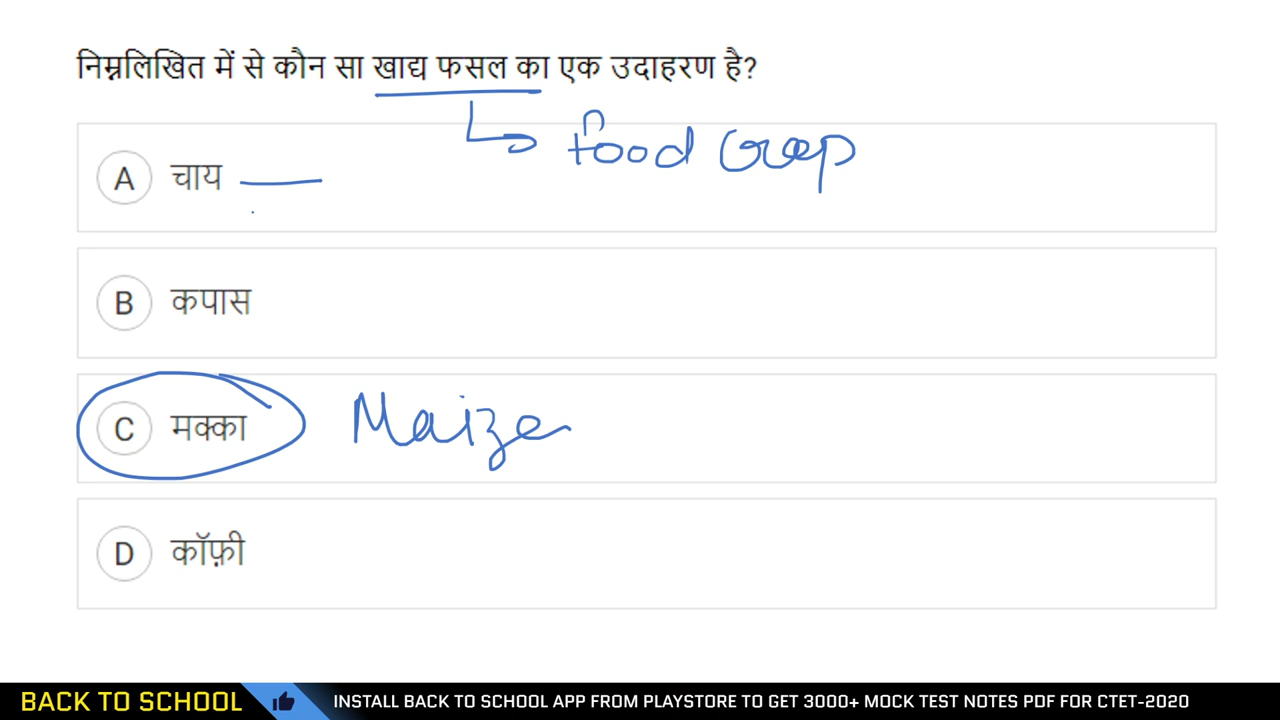 निम्नलिखित में से कौन सा खाद्य फसल का एक उदाहरण है?
food Crop
A चाय
B कपास
C मक्का Maize
D कॉफ़ी
BACK TO SCHOOL INSTALL BACK TO SCHOOL APP FROM PLAYSTORE TO GET 3000+ MOCK TEST NOTES PDF FOR CTET-2020